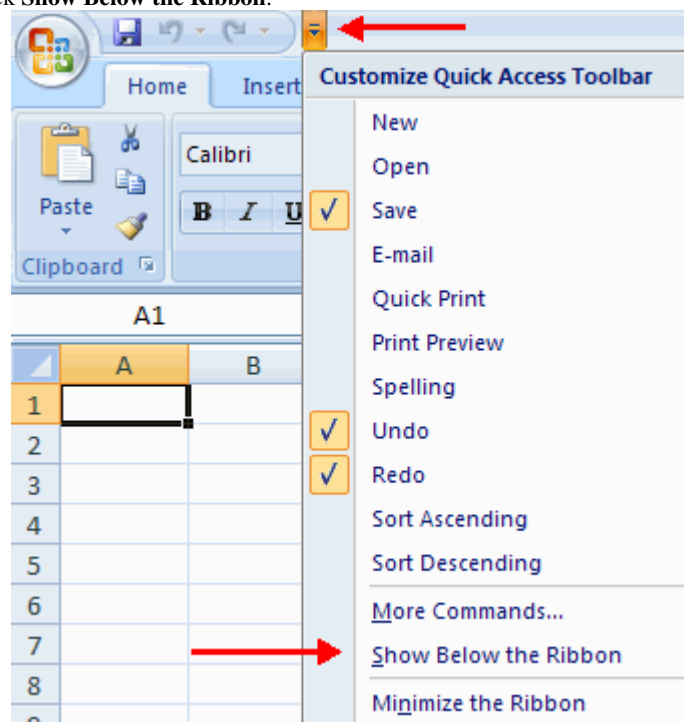 Show Below the Ribbon.
Customize Quick Access Toolbar
Home Insert
New
Open
Save
E-mail
Quick Print
Print Preview
Spelling
Undo
Redo
Sort Ascending
Sort Descending
More Commands...
Show Below the Ribbon
Minimize the Ribbon
Calibri
Paste
B I U
Clipboard
A1
A B
1
2
3
4
5
6
7
8